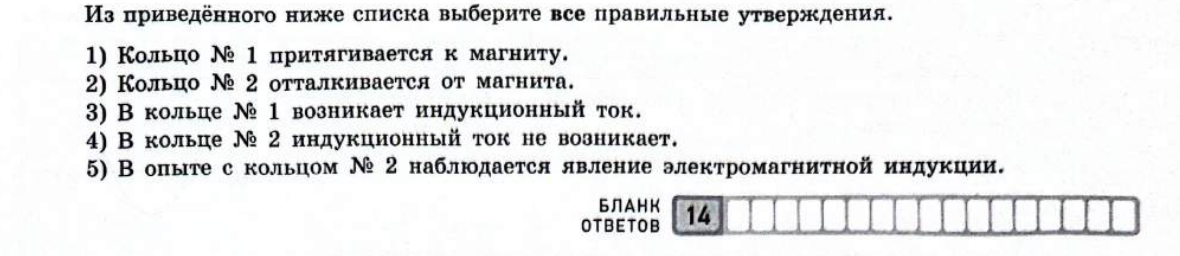 Из приведённого ниже списка выберите все правильные утверждения.
1) Кольцо № 1 притягивается к магниту.
2) Кольцо № 2 отталкивается от магнита.
3) В кольце № 1 возникает индукционный ток.
4) В кольце № 2 индукционный ток не возникает.
5) В опыте с кольцом № 2 наблюдается явление электромагнитной индукции.
БЛАНК
ОТВЕТОВ
14